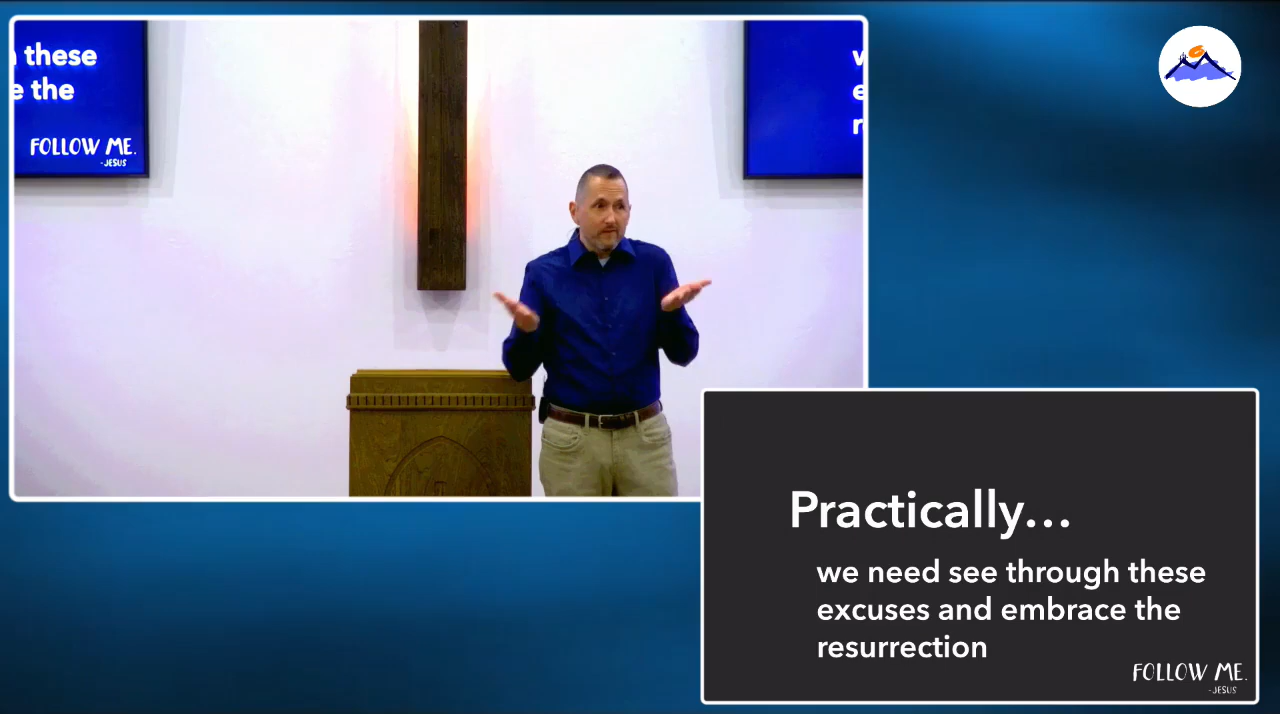 these
e the
FOLLOW ME.
-JESUS
w
e
r
Practically...
we need see through these
excuses and embrace the
resurrection
FOLLOW ME.
-JESUS